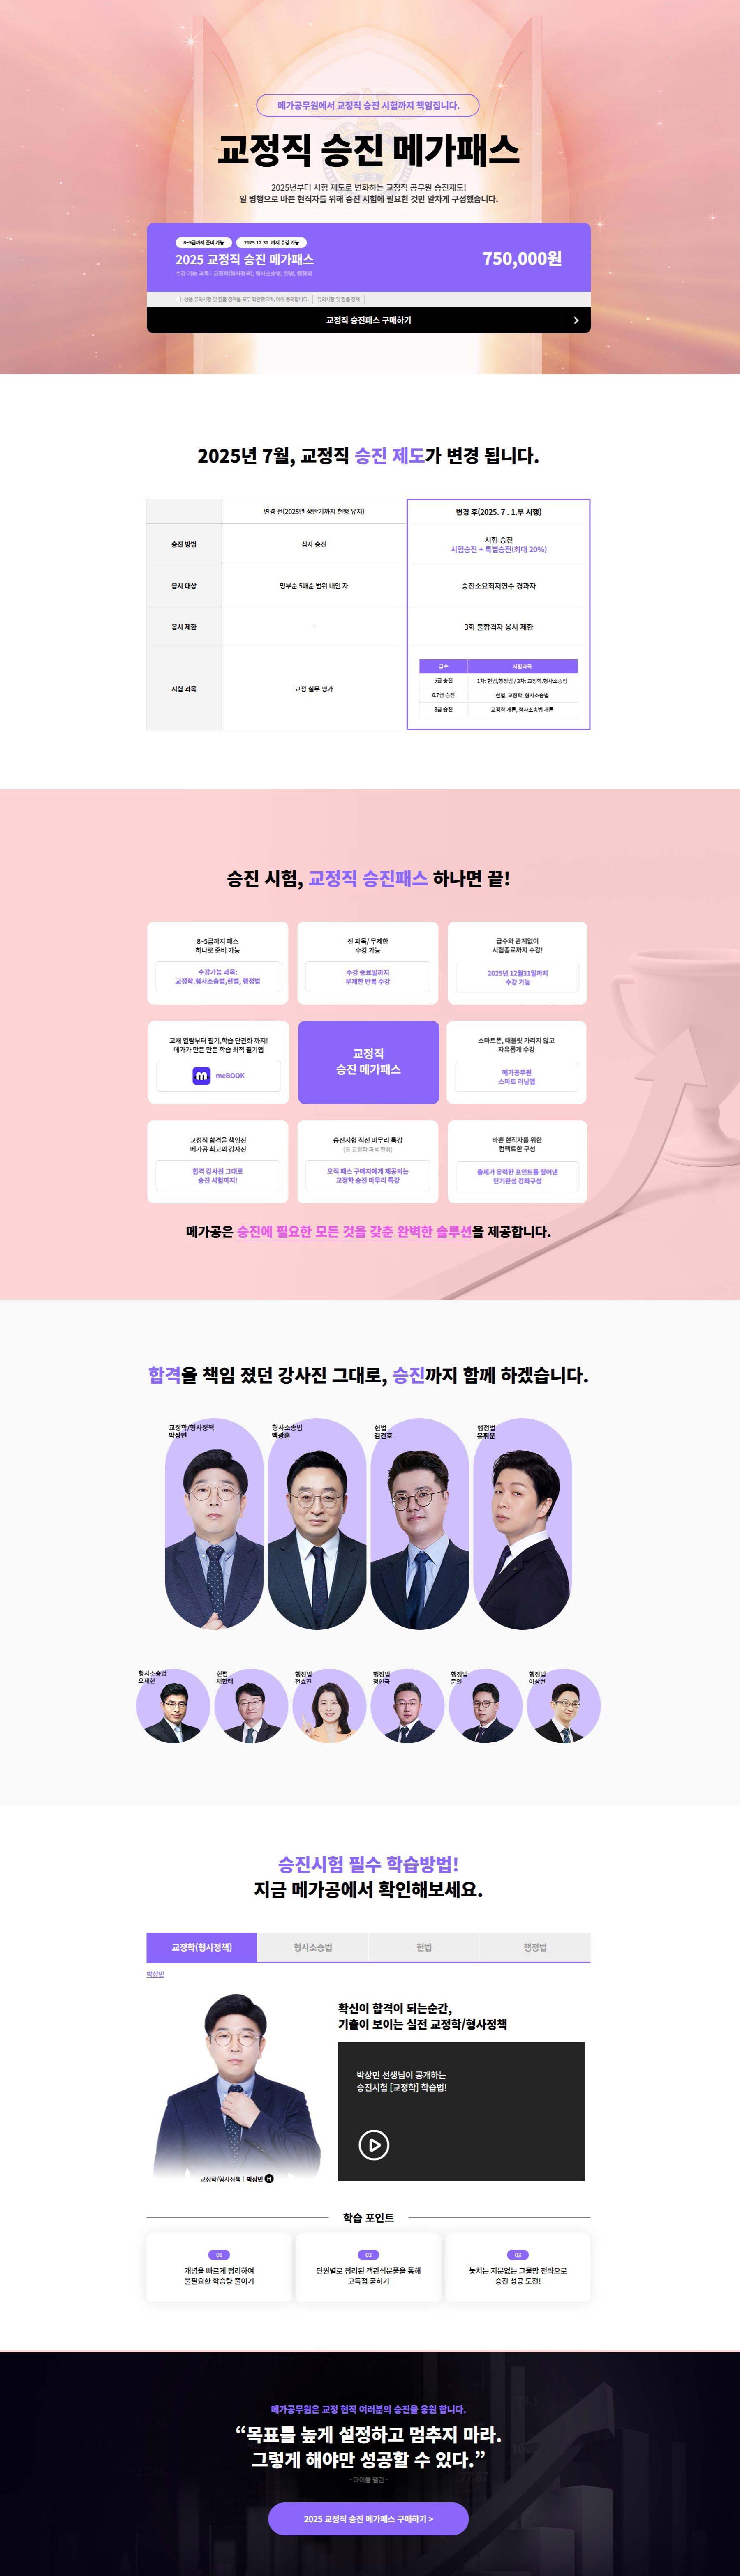 메가공무원에서 교정직 승진 시험까지 책임집니다.
교정직 승진 메가패스
2025년부터 시험 제도로 변화하는 교정직 공무원 승진제도!
일 병행으로 바쁜 현직자를 위해 승진 시험에 필요한 것만 알차게 구성했습니다.
8~5급까지 준비 가능
2025.12.31. 까지 수강 가능
2025 교정직 승진 메가패스
750,000원
수강 가능 과목 : 교정학(형사정책), 형사소송법, 헌법, 행정법
상품 유의사항 및 환불 정책을 모두 확인했으며, 이에 동의합니다.
유의사항 및 환불 정책
교정직 승진패스 구매하기
2025년 7월, 교정직 승진 제도가 변경 됩니다.
변경 전(2025년 상반기까지 현행 유지)
변경 후(2025. 7 . 1.부 시행)
승진 방법
심사 승진
시험 승진
시험승진 + 특별승진(최대 20%)
응시 대상
명부순 5배순 범위 내인 자
승진소요최저연수 경과자
응시 제한
-
3회 불합격자 응시 제한
시험 과목
교정 실무 평가
급수
시험과목
5급 승진
1차: 헌법,행정법 / 2차: 교정학.형사소송법
6.7급 승진
헌법, 교정학, 형사소송법
8급 승진
교정학 개론, 형사소송법 개론
승진 시험, 교정직 승진패스 하나면 끝!
8~5급까지 패스
하나로 준비 가능
수강가능 과목:
교정학.형사소송법,헌법, 행정법
전 과목/ 무제한
수강 가능
수강 종료일까지
무제한 반복 수강
급수와 관계없이
시험종료까지 수강!
2025년 12월31일까지
수강 가능
교재 열람부터 필기,학습 단권화 까지!
메가가 만든 만든 학습 최적 필기앱
meBOOK
교정직
승진 메가패스
스마트폰, 태블릿 가리지 않고
자유롭게 수강
메가공무원
스마트 러닝앱
교정직 합격을 책임진
메가공 최고의 강사진
합격 강사진 그대로
승진 시험까지!
승진시험 직전 마무리 특강
(※ 교정학 과목 한정)
오직 패스 구매자에게 제공되는
교정학 승진 마무리 특강
바쁜 현직자를 위한
컴팩트한 구성
출제가 유력한 포인트를 짚어낸
단기완성 강좌구성
메가공은 승진에 필요한 모든 것을 갖춘 완벽한 솔루션을 제공합니다.
합격을 책임 졌던 강사진 그대로, 승진까지 함께 하겠습니다.
교정학/형사정책
박상민
형사소송법
백광훈
헌법
김건호
행정법
유휘운
형사소송법
오제현
헌법
채한태
행정법
전효진
행정법
정인국
행정법
문일
행정법
이상헌
승진시험 필수 학습방법!
지금 메가공에서 확인해보세요.
교정학(형사정책)
형사소송법
헌법
행정법
박상민
확신이 합격이 되는순간,
기출이 보이는 실전 교정학/형사정책
박상민 선생님이 공개하는
승진시험 [교정학] 학습법!
교정학/형사정책 | 박상민
학습 포인트
01
개념을 빠르게 정리하여
불필요한 학습량 줄이기
02
단원별로 정리된 객관식문풀을 통해
고득점 굳히기
03
놓치는 지문없는 그물망 전략으로
승진 성공 도전!
메가공무원은 교정 현직 여러분의 승진을 응원 합니다.
“목표를 높게 설정하고 멈추지 마라.
그렇게 해야만 성공할 수 있다.”
2025 교정직 승진 메가패스 구매하기 >